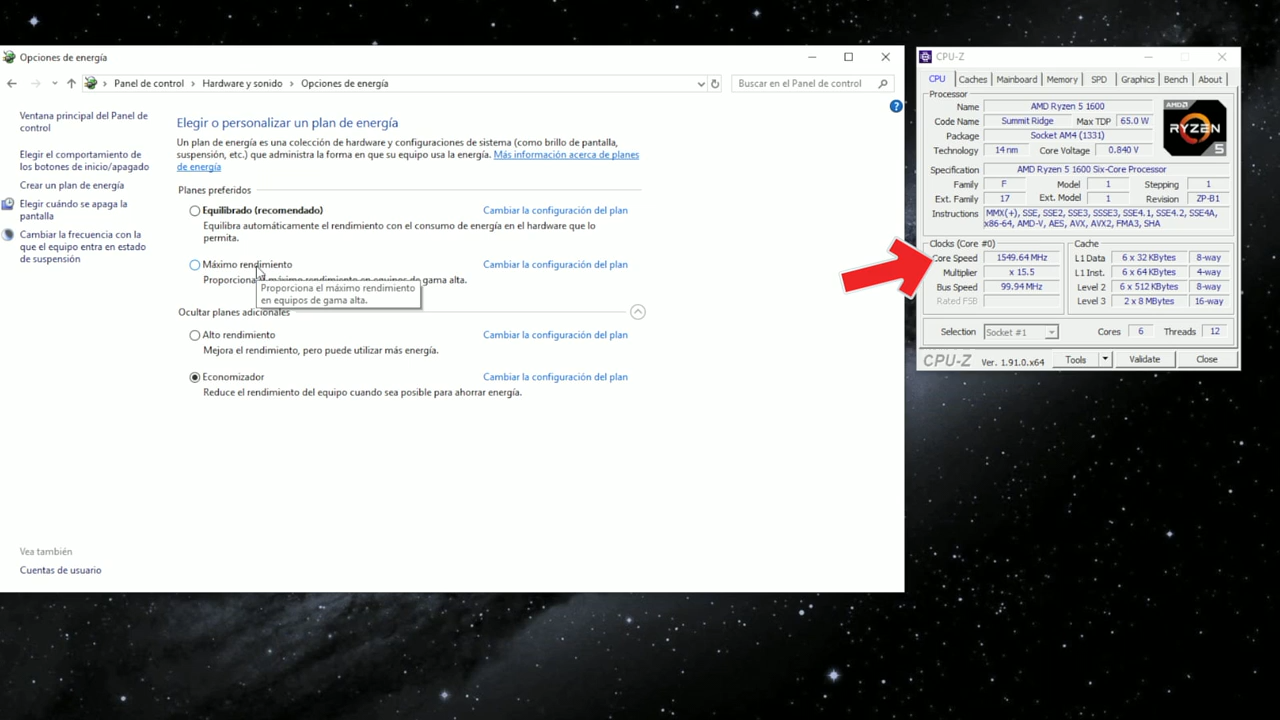 Opciones de energía
Panel de control > Hardware y sonido > Opciones de energía
Buscar en el Panel de control
Ventana principal del Panel de
control
Elegir el comportamiento de
los botones de inicio/apagado
Crear un plan de energía
Elegir cuándo se apaga la
pantalla
Cambiar la frecuencia con la
que el equipo entra en estado
de suspensión
Vea también
Cuentas de usuario
Elegir o personalizar un plan de energía
Un plan de energía es una colección de hardware y configuraciones de sistema (como brillo de pantalla,
suspensión, etc.) que administra la forma en que su equipo usa la energía. Más información acerca de planes
de energía
Planes preferidos
Equilibrado (recomendado) Cambiar la configuración del plan
Equilibra automáticamente el rendimiento con el consumo de energía en el hardware que lo
permita.
Máximo rendimiento Cambiar la configuración del plan
Proporciona el máximo rendimiento en equipos de gama alta.
Proporciona el máximo rendimiento
en equipos de gama alta.
Ocultar planes adicionales
Alto rendimiento Cambiar la configuración del plan
Mejora el rendimiento, pero puede utilizar más energía.
Economizador Cambiar la configuración del plan
Reduce el rendimiento del equipo cuando sea posible para ahorrar energía.
CPU-Z
CPU Caches Mainboard Memory SPD Graphics Bench About
Processor
Name AMD Ryzen 5 1600
Code Name Summit Ridge Max TDP 65.0 W
Package Socket AM4 (1331)
Technology 14 nm Core Voltage 0.840 V
AMD
RYZEN
5
Specification AMD Ryzen 5 1600 Six-Core Processor
Family F Model 1 Stepping 1
Ext. Family 17 Ext. Model 1 Revision ZP-B1
Instructions MMX(+), SSE, SSE2, SSE3, SSSE3, SSE4.1, SSE4.2, SSE4A,
x86-64, AMD-V, AES, AVX, AVX2, FMA3, SHA
Clocks (Core #0)
Core Speed 1549.64 MHz
Multiplier x 15.5
Bus Speed 99.94 MHz
Rated FSB
Cache
L1 Data 6 x 32 KBytes 8-way
L1 Inst. 6 x 64 KBytes 4-way
Level 2 6 x 512 KBytes 8-way
Level 3 2 x 8 MBytes 16-way
Selection Socket #1 Cores 6 Threads 12
CPU-Z Ver. 1.91.0.x64 Tools Validate Close